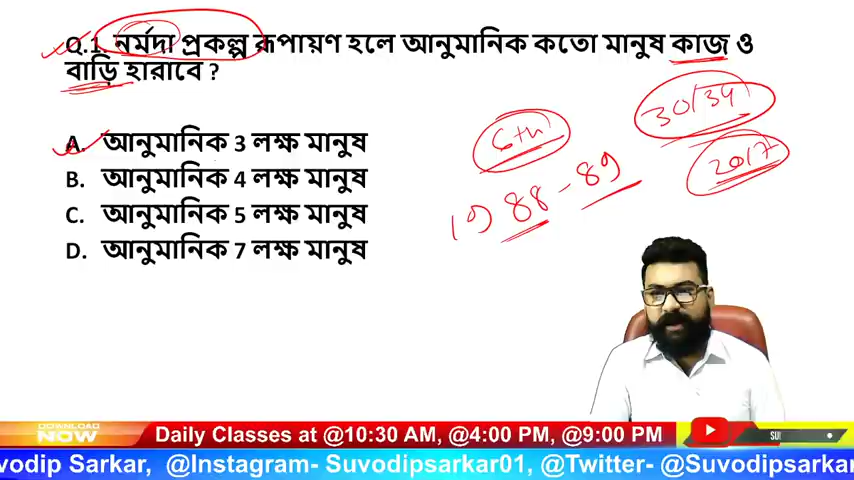 Q.1. নর্মদা প্রকল্প রূপায়ণ হলে আনুমানিক কতো মানুষ কাজ ও
বাড়ি হারাবে ?
A. আনুমানিক 3 লক্ষ মানুষ
B. আনুমানিক 4 লক্ষ মানুষ
C. আনুমানিক 5 লক্ষ মানুষ
D. আনুমানিক 7 লক্ষ মানুষ
6th
30/34
1988-89
2017
DOWNLOAD
NOW
Daily Classes at @10:30 AM, @4:00 PM, @9:00 PM
SU
vodip Sarkar, @Instagram- Suvodipsarkar01, @Twitter- @Suvodipsarkar